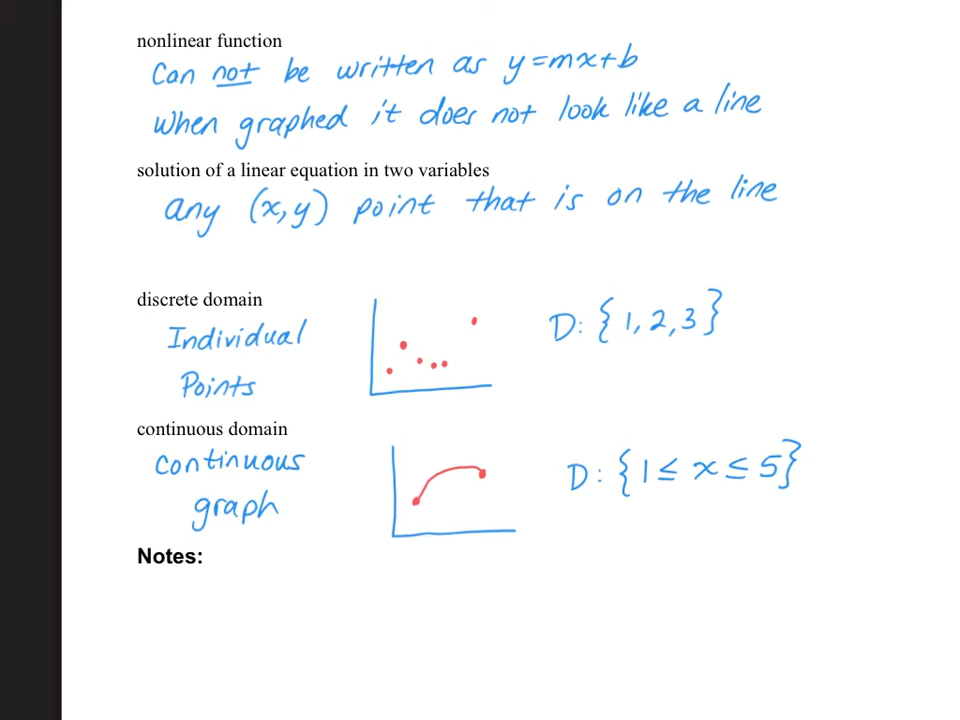 nonlinear function
Can not be written as y=mx+b
When graphed it does not look like a line
solution of a linear equation in two variables
any (x,y) point that is on the line
discrete domain
Individual
Points
D: {1,2,3}
continuous domain
continuous
graph
D: {1≤ x ≤ 5}
Notes: